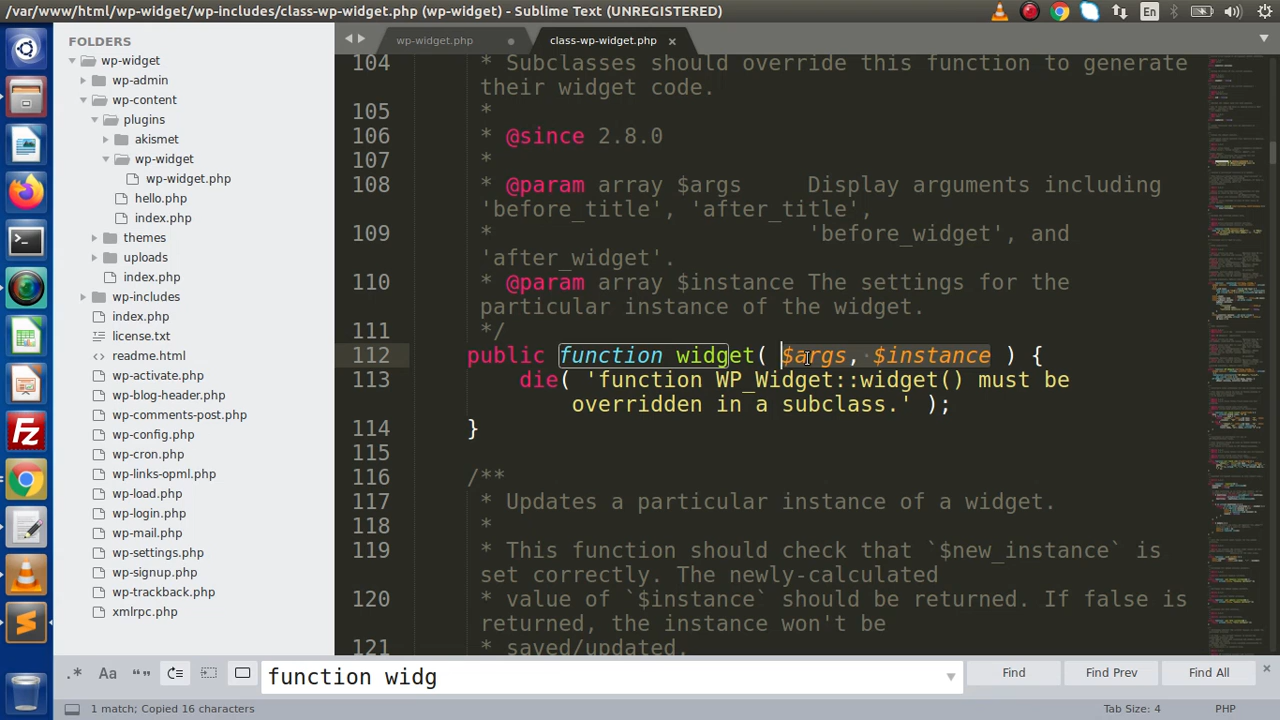 /var/www/html/wp-widget/wp-includes/class-wp-widget.php (wp-widget) - Sublime Text (UNREGISTERED)
En
FOLDERS
wp-widget
wp-admin
wp-content
plugins
akismet
wp-widget
wp-widget.php
hello.php
index.php
themes
uploads
index.php
wp-includes
index.php
license.txt
readme.html
wp-activate.php
wp-blog-header.php
wp-comments-post.php
wp-config.php
wp-cron.php
wp-links-opml.php
wp-load.php
wp-login.php
wp-mail.php
wp-settings.php
wp-signup.php
wp-trackback.php
xmlrpc.php
wp-widget.php
class-wp-widget.php
104 * Subclasses should override this function to generate
their widget code.
105 *
106 * @since 2.8.0
107 *
108 * @param array $args Display arguments including
'before_title', 'after_title',
109 * 'before_widget', and
'after_widget'.
110 * @param array $instance The settings for the
particular instance of the widget.
111 */
112 public function widget( $args, $instance ) {
113 die( 'function WP_Widget::widget() must be
overridden in a subclass.' );
114 }
115
116 /**
117 * Updates a particular instance of a widget.
118 *
119 * This function should check that `$new_instance` is
set correctly. The newly-calculated
120 * value of `$instance` should be returned. If false is
returned, the instance won't be
121 * saved/updated.
.* Aa “”
function widg
Find
Find Prev
Find All
1 match; Copied 16 characters
Tab Size: 4
PHP